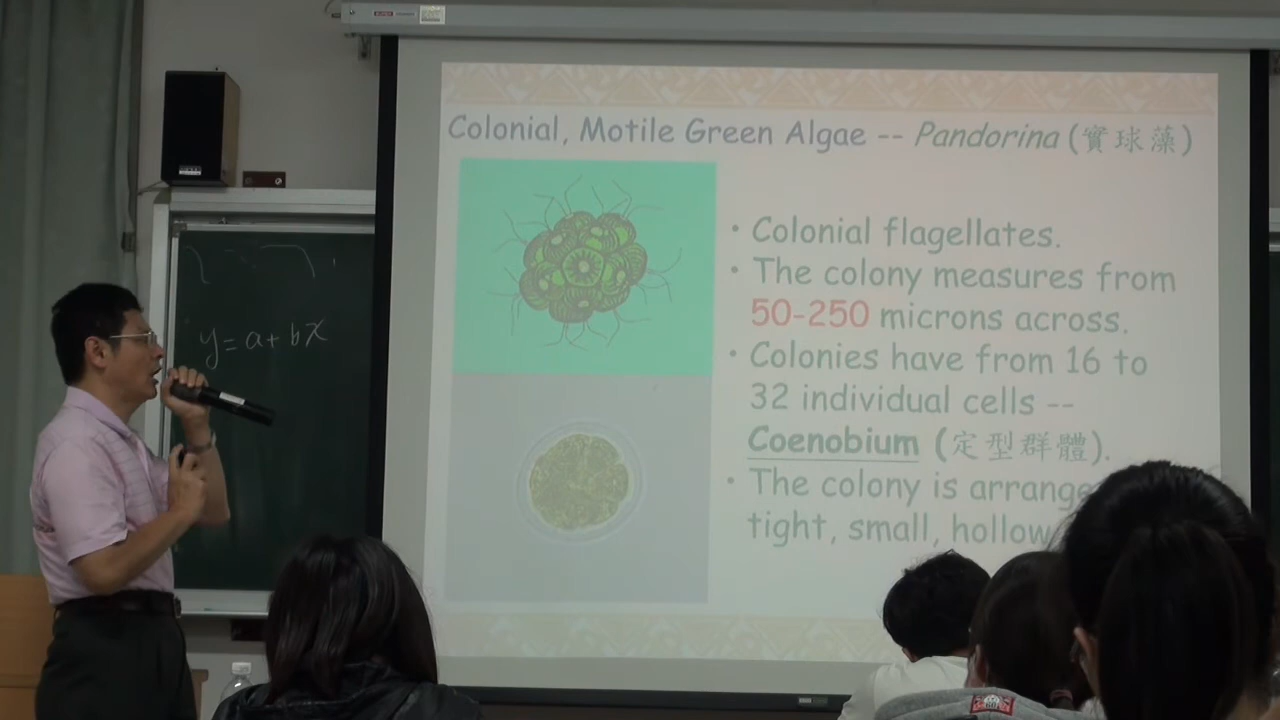 Colonial, Motile Green Algae -- Pandorina (實球藻)
• Colonial flagellates.
• The colony measures from
50-250 microns across.
• Colonies have from 16 to
32 individual cells --
Coenobium (定型群體).
• The colony is arrange
tight, small, hollow
y=a+bx